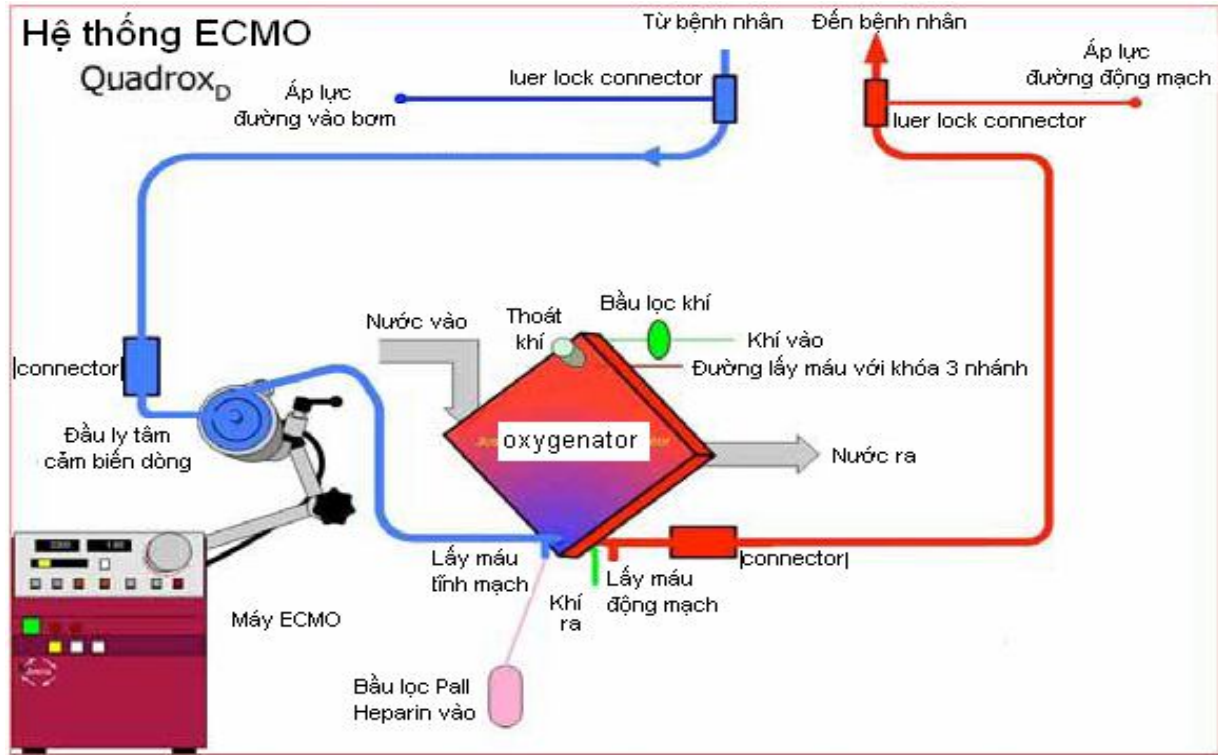 Hệ thống ECMO
Quadrox D
Từ bệnh nhân
Đến bệnh nhân
luer lock connector
Áp lực
đường vào bơm
Áp lực
đường động mạch
luer lock connector
connector
Đầu ly tâm
cảm biến dòng
Nước vào
Thoát
khí
Bầu lọc khí
Khí vào
Đường lấy máu với khóa 3 nhánh
oxygenator
Nước ra
Lấy máu
tĩnh mạch
Khí
ra
Lấy máu
động mạch
connector
Máy ECMO
Bầu lọc Pall
Heparin vào